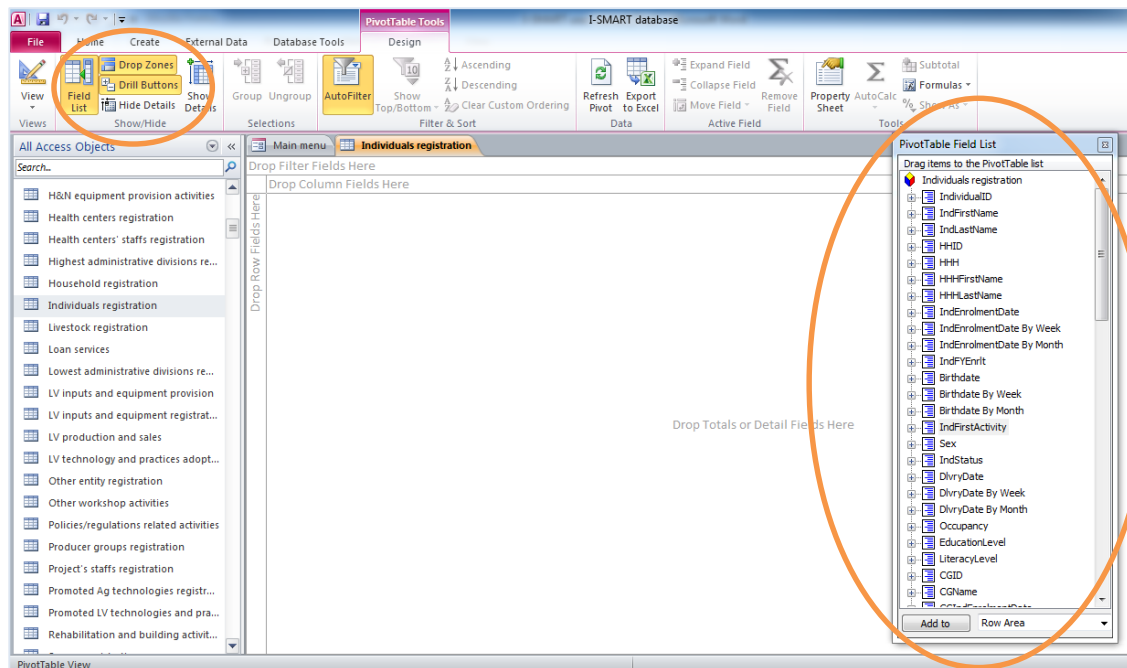 PivotTable Tools
I-SMART database
File Home Create External Data Database Tools Design
View
Views
Field List
Drop Zones
Drill Buttons
Hide Details
Show Details
Show/Hide
Group Ungroup
Selections
AutoFilter
Show Top/Bottom
Ascending
Descending
Clear Custom Ordering
Filter & Sort
Refresh Pivot
Export to Excel
Data
Expand Field
Collapse Field
Move Field
Remove Field
Active Field
Property Sheet
AutoCalc
Subtotal
Formulas
% Show As
Tools
All Access Objects
Search...
H&N equipment provision activities
Health centers registration
Health centers' staffs registration
Highest administrative divisions re...
Household registration
Individuals registration
Livestock registration
Loan services
Lowest administrative divisions re...
LV inputs and equipment provision
LV inputs and equipment registrat...
LV production and sales
LV technology and practices adopt...
Other entity registration
Other workshop activities
Policies/regulations related activities
Producer groups registration
Project's staffs registration
Promoted Ag technologies registr...
Promoted LV technologies and pra...
Rehabilitation and building activit...
Main menu Individuals registration
Drop Filter Fields Here
Drop Column Fields Here
Drop Row Fields Here
Drop Totals or Detail Fields Here
PivotTable Field List
Drag items to the PivotTable list
Individuals registration
IndividualID
IndFirstName
IndLastName
HHID
HHH
HHHFirstName
HHHLastName
IndEnrolmentDate
IndEnrolmentDate By Week
IndEnrolmentDate By Month
IndFYEnrlt
Birthdate
Birthdate By Week
Birthdate By Month
IndFirstActivity
Sex
IndStatus
DlvryDate
DlvryDate By Week
DlvryDate By Month
Occupancy
EducationLevel
LiteracyLevel
CGID
CGName
Add to Row Area
PivotTable View